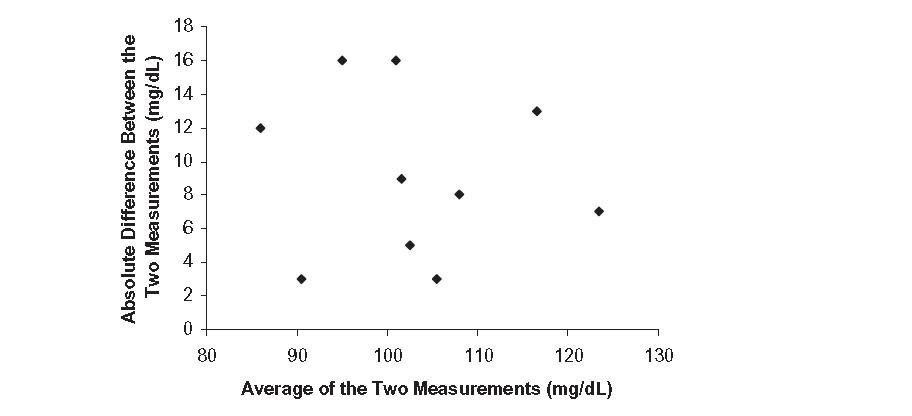 Absolute Difference Between the
Two Measurements (mg/dL)
18
16
14
12
10
8
6
4
2
0
80 90 100 110 120 130
Average of the Two Measurements (mg/dL)